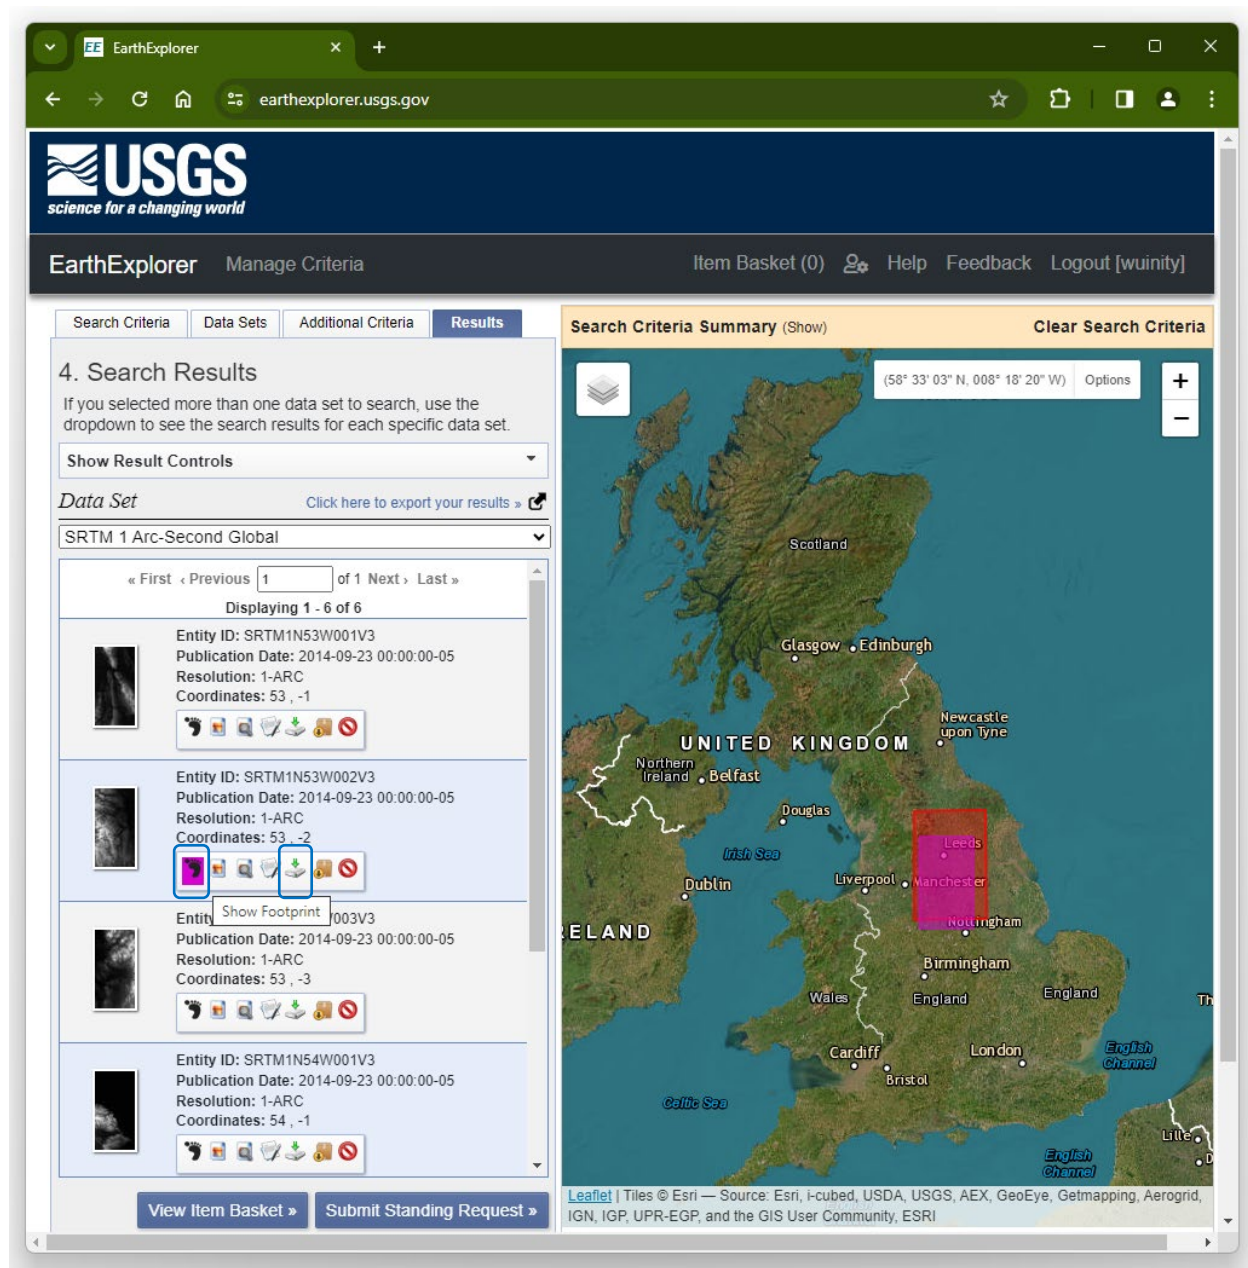 EE EarthExplorer
earthexplorer.usgs.gov
USGS
science for a changing world
EarthExplorer Manage Criteria Item Basket (0) Help Feedback Logout [wuinity]
Search Criteria Data Sets Additional Criteria Results
4. Search Results
If you selected more than one data set to search, use the
dropdown to see the search results for each specific data set.
Show Result Controls
Data Set Click here to export your results »
SRTM 1 Arc-Second Global
« First ‹ Previous 1 of 1 Next › Last »
Displaying 1 - 6 of 6
Entity ID: SRTM1N53W001V3
Publication Date: 2014-09-23 00:00:00-05
Resolution: 1-ARC
Coordinates: 53 , -1
Entity ID: SRTM1N53W002V3
Publication Date: 2014-09-23 00:00:00-05
Resolution: 1-ARC
Coordinates: 53 , -2
Show Footprint
Entity 003V3
Publication Date: 2014-09-23 00:00:00-05
Resolution: 1-ARC
Coordinates: 53 , -3
Entity ID: SRTM1N54W001V3
Publication Date: 2014-09-23 00:00:00-05
Resolution: 1-ARC
Coordinates: 54 , -1
View Item Basket »
Submit Standing Request »
Search Criteria Summary (Show) Clear Search Criteria
(58° 33' 03" N, 008° 18' 20" W) Options
+
−
Scotland
Glasgow Edinburgh
Newcastle
upon Tyne
UNITED KINGDOM
Northern
Ireland
Belfast
Douglas
Leeds
Irish Sea
Dublin
Liverpool
Manchester
Nottingham
ELAND
Birmingham
Wales
England
England
Th
Cardiff
London
English
Channel
Bristol
Celtic Sea
Lille
English
Channel
D
Leaflet | Tiles © Esri — Source: Esri, i-cubed, USDA, USGS, AEX, GeoEye, Getmapping, Aerogrid,
IGN, IGP, UPR-EGP, and the GIS User Community, ESRI